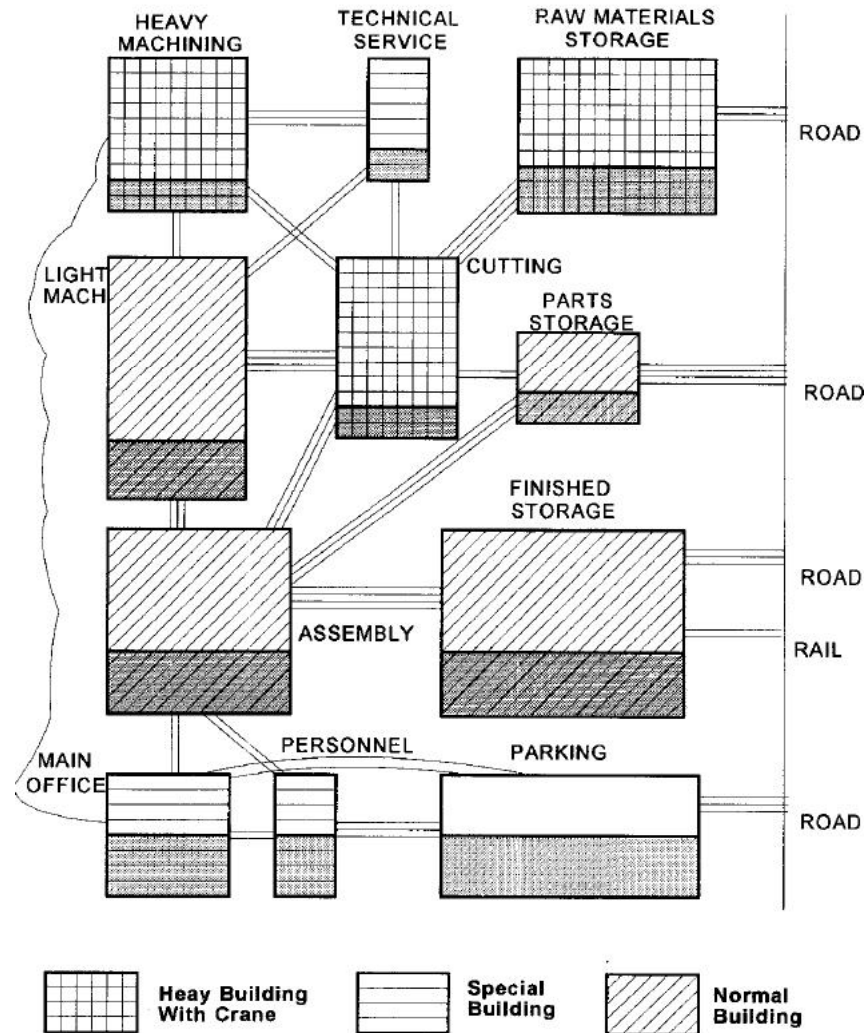 HEAVY
MACHINING
TECHNICAL
SERVICE
RAW MATERIALS
STORAGE
ROAD
LIGHT
MACH
CUTTING
PARTS
STORAGE
ROAD
FINISHED
STORAGE
ROAD
ASSEMBLY
RAIL
MAIN
OFFICE
PERSONNEL
PARKING
ROAD
Heay Building
With Crane
Special
Building
Normal
Building